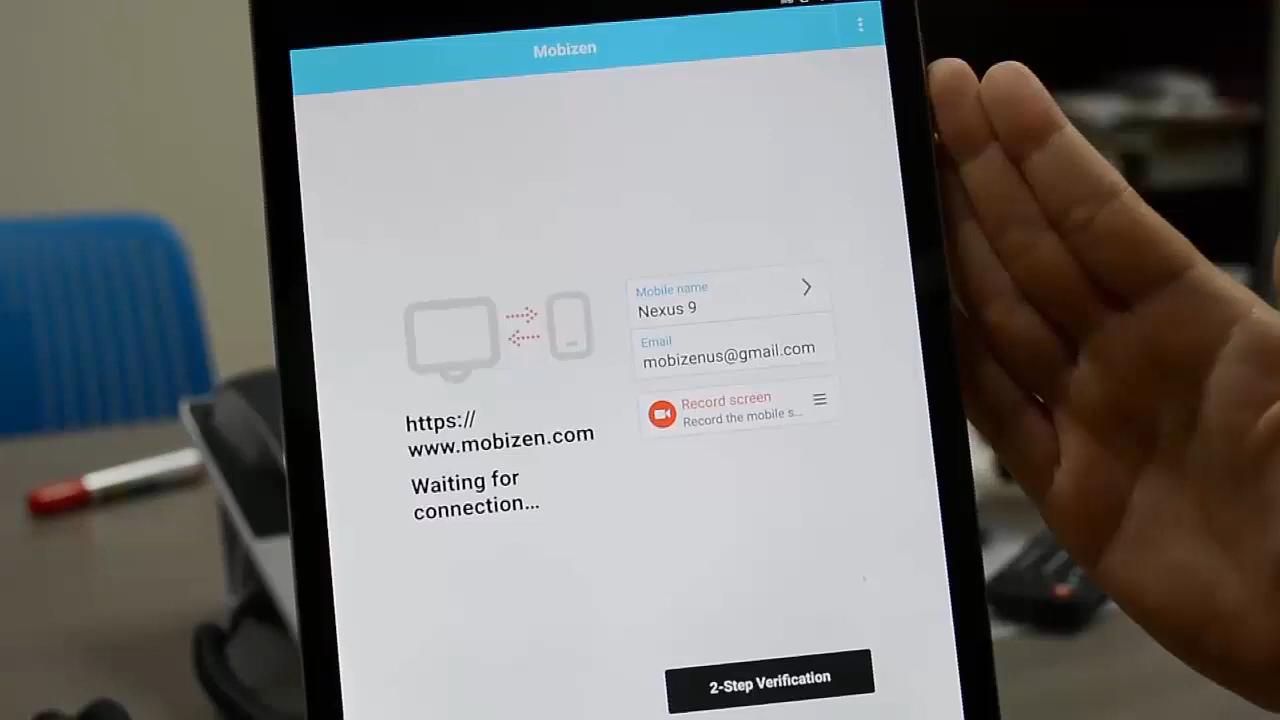 Mobizen
Mobile name
Nexus 9
Email
mobizenus@gmail.com
Record screen
Record the mobile s...
https://
www.mobizen.com
Waiting for
connection...
2-Step Verification